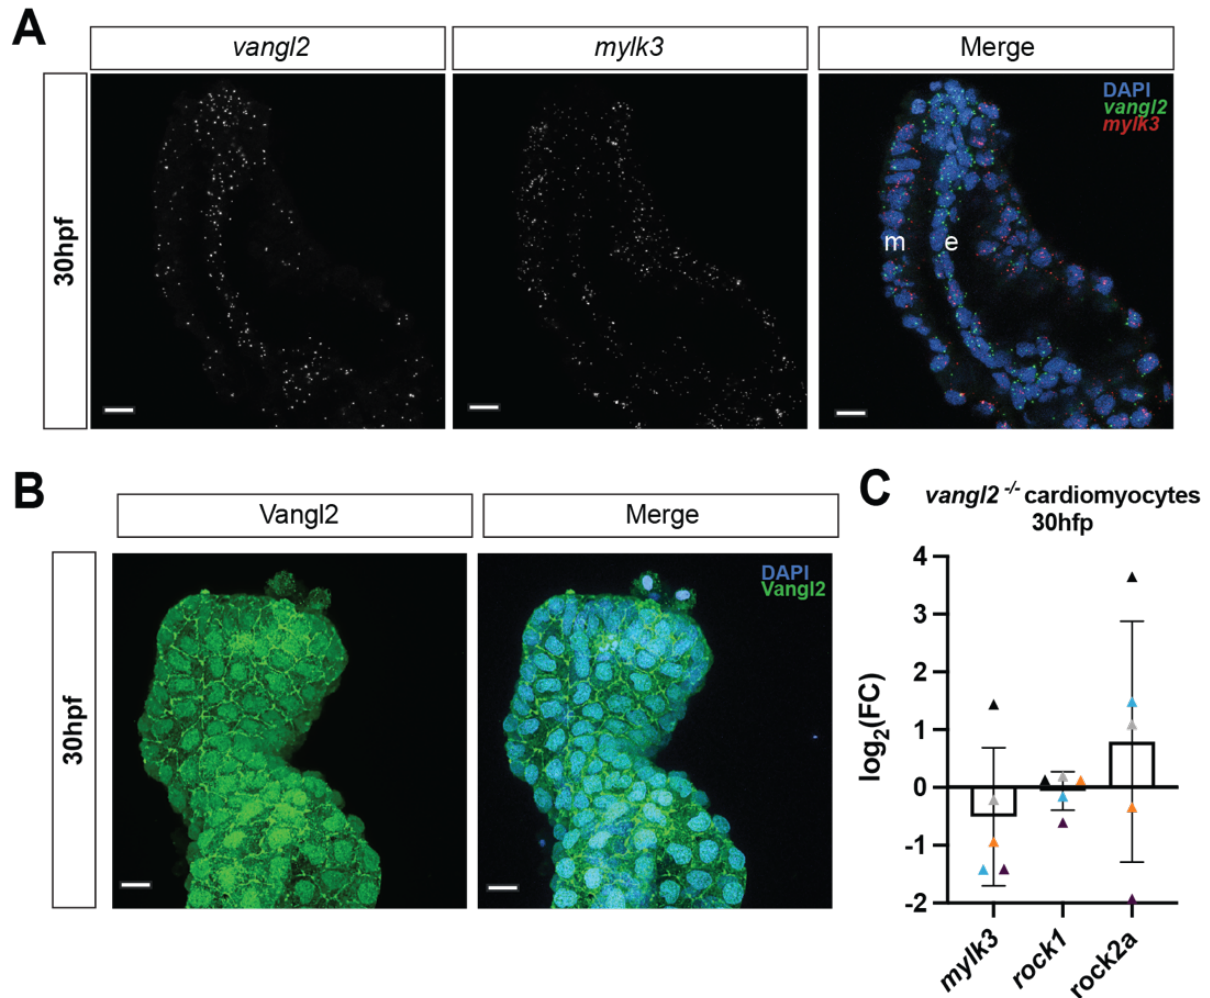 A
vangl2
mylk3
Merge
30hpf
DAPI
vangl2
mylk3
m
e
B
Vangl2
Merge
30hpf
DAPI
Vangl2
C
vangl2 -/- cardiomyocytes
30hfp
log2(FC)
4
3
2
1
0
-1
-2
mylk3
rock1
rock2a